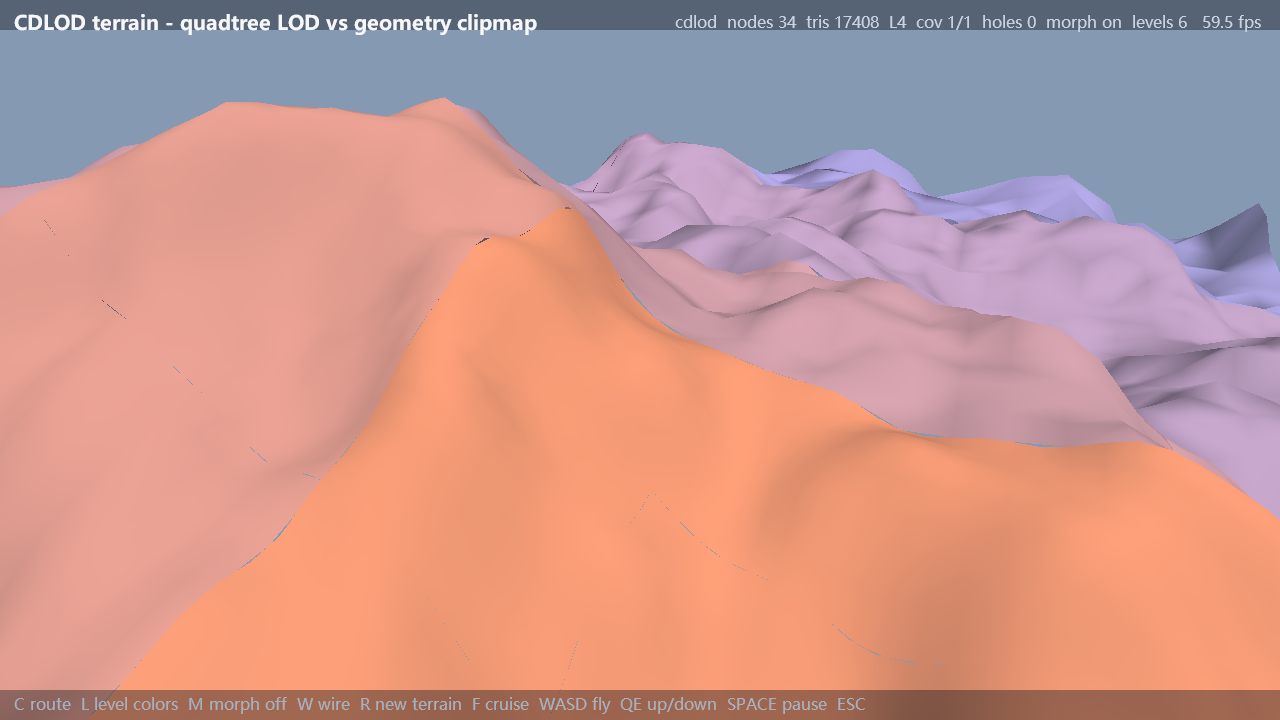 CDLOD terrain - quadtree LOD vs geometry clipmap
cdlod nodes 34 tris 17408 L4 cov 1/1 holes 0 morph on levels 6 59.5 fps
C route L level colors M morph off W wire R new terrain F cruise WASD fly QE up/down SPACE pause ESC